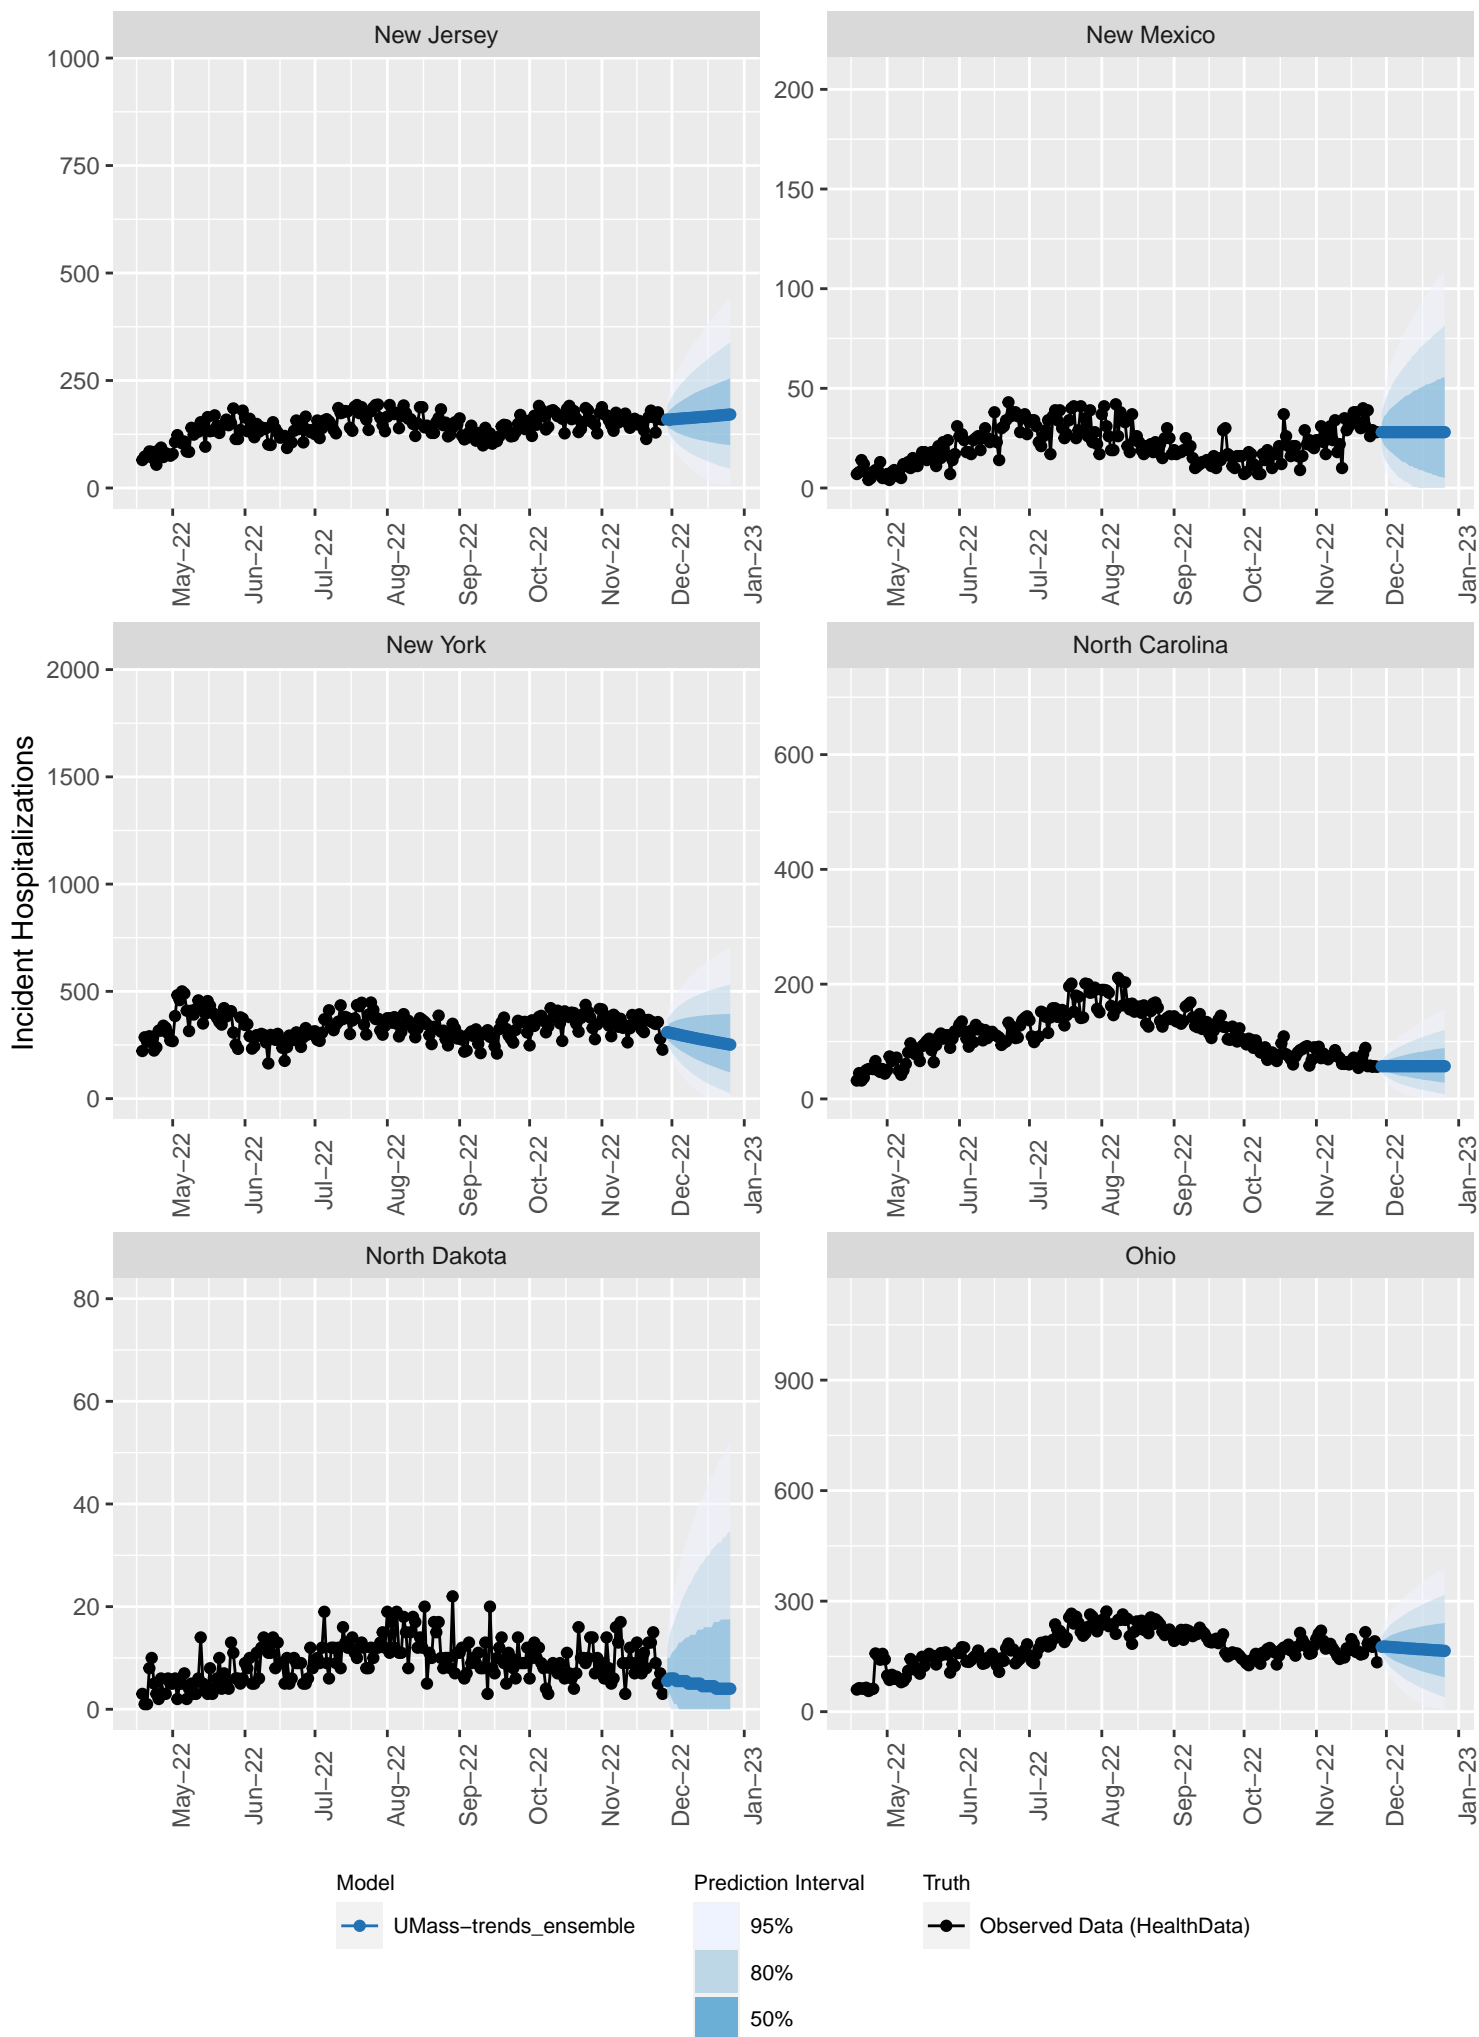 New Jersey
New Mexico
1000
750
500
250
0
200
150
100
50
0
May−22
Jun−22
Jul−22
Aug−22
Sep−22
Oct−22
Nov−22
Dec−22
Jan−23
May−22
Jun−22
Jul−22
Aug−22
Sep−22
Oct−22
Nov−22
Dec−22
Jan−23
Incident Hospitalizations
New York
North Carolina
2000
1500
1000
500
0
600
400
200
0
May−22
Jun−22
Jul−22
Aug−22
Sep−22
Oct−22
Nov−22
Dec−22
Jan−23
May−22
Jun−22
Jul−22
Aug−22
Sep−22
Oct−22
Nov−22
Dec−22
Jan−23
North Dakota
Ohio
80
60
40
20
0
900
600
300
0
May−22
Jun−22
Jul−22
Aug−22
Sep−22
Oct−22
Nov−22
Dec−22
Jan−23
May−22
Jun−22
Jul−22
Aug−22
Sep−22
Oct−22
Nov−22
Dec−22
Jan−23
Model
UMass−trends_ensemble
Prediction Interval
95%
80%
50%
Truth
Observed Data (HealthData)